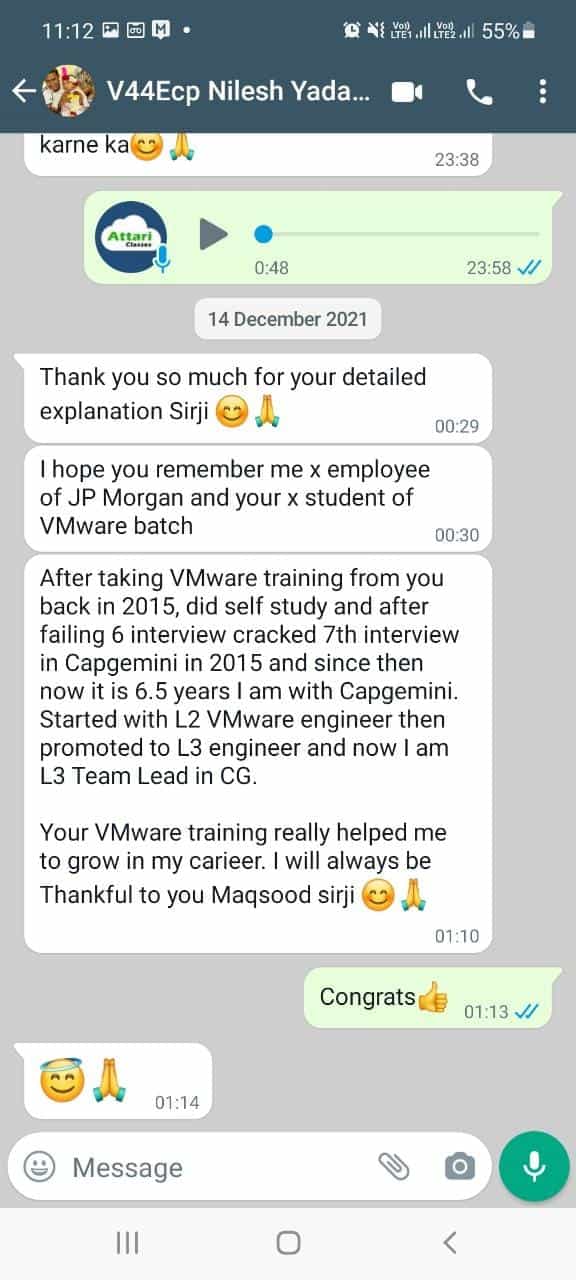 11:12 Vo)) LTE1 Vo)) LTE2 55%
V44Ecp Nilesh Yada...
karne ka😊🙏
23:38
Attari
Classes
0:48 23:58
14 December 2021
Thank you so much for your detailed
explanation Sirji 😊🙏
00:29
I hope you remember me x employee
of JP Morgan and your x student of
VMware batch
00:30
After taking VMware training from you
back in 2015, did self study and after
failing 6 interview cracked 7th interview
in Capgemini in 2015 and since then
now it is 6.5 years I am with Capgemini.
Started with L2 VMware engineer then
promoted to L3 engineer and now I am
L3 Team Lead in CG.
Your VMware training really helped me
to grow in my carieer. I will always be
Thankful to you Maqsood sirji 😊🙏
01:10
Congrats👍 01:13
😇🙏 01:14
Message